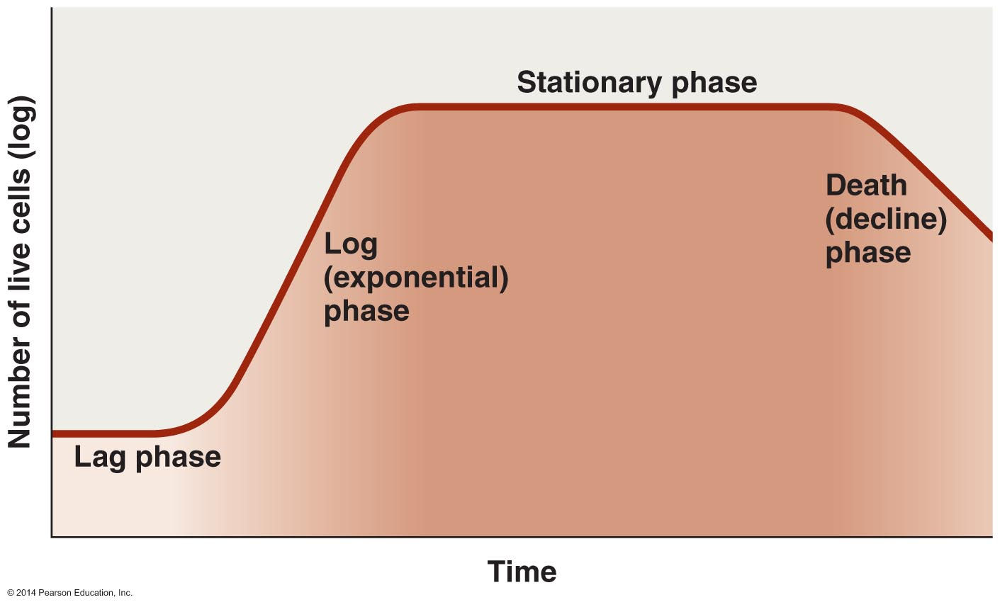 Number of live cells (log)
Stationary phase
Death
(decline)
phase
Log
(exponential)
phase
Lag phase
Time
© 2014 Pearson Education, Inc.